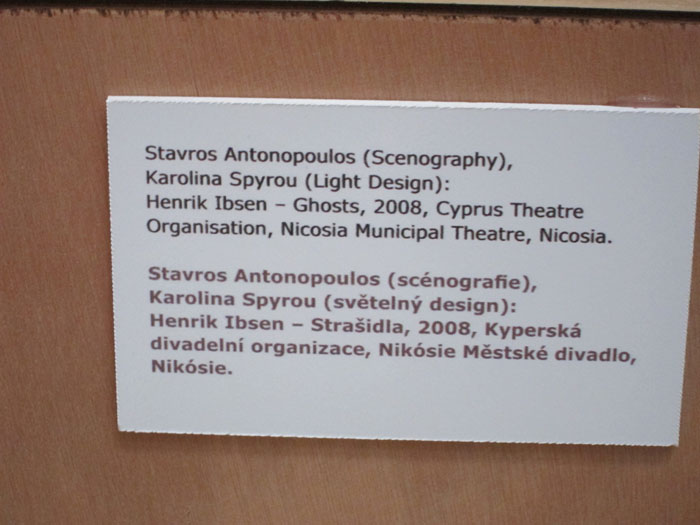 Stavros Antonopoulos (Scenography),
Karolina Spyrou (Light Design):
Henrik Ibsen – Ghosts, 2008, Cyprus Theatre
Organisation, Nicosia Municipal Theatre, Nicosia.
Stavros Antonopoulos (scénografie),
Karolina Spyrou (světelný design):
Henrik Ibsen – Strašidla, 2008, Kyperská
divadelní organizace, Nikósie Městské divadlo,
Nikósie.